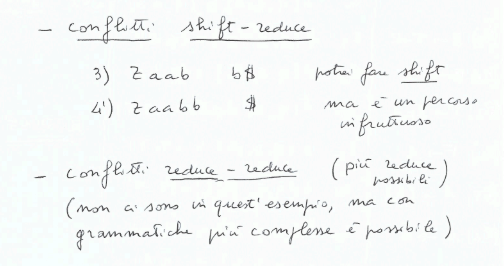 - conflitti shift-reduce
3) Zaab b$ potrei fare shift
4') Zaabb $ ma è un percorso
infruttuoso
- conflitti reduce-reduce (più reduce
possibili)
(non ci sono in quest'esempio, ma con
grammatiche più complesse è possibile)